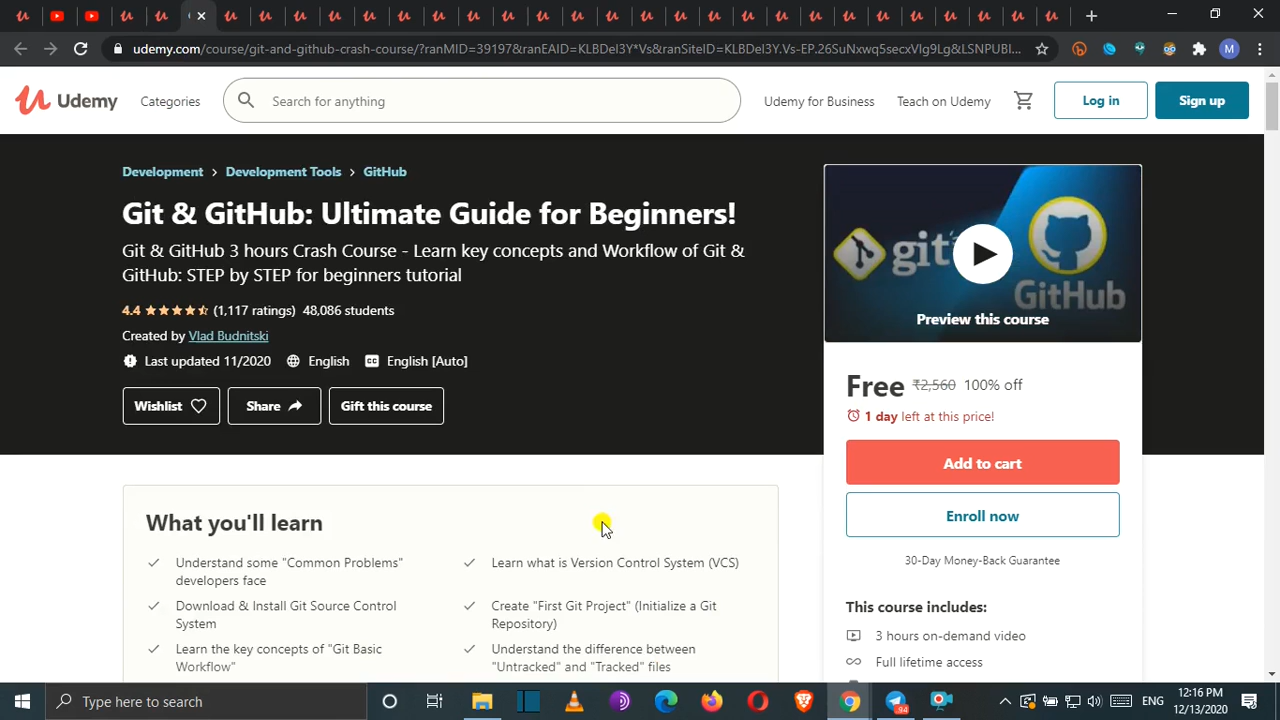 udemy.com/course/git-and-github-crash-course/?ranMID=39197&ranEAID=KLBDel3Y*Vs&ranSiteID=KLBDel3Y.Vs-EP.26SuNxwq5secxVIg9Lg&LSNPUBI...
M
Udemy
Categories
Search for anything
Udemy for Business
Teach on Udemy
Log in
Sign up
Development > Development Tools > GitHub
Git & GitHub: Ultimate Guide for Beginners!
Git & GitHub 3 hours Crash Course - Learn key concepts and Workflow of Git &
GitHub: STEP by STEP for beginners tutorial
4.4 (1,117 ratings) 48,086 students
Created by Vlad Budnitski
Last updated 11/2020 English English [Auto]
Wishlist Share Gift this course
git
GitHub
Preview this course
Free ₹2,560 100% off
1 day left at this price!
Add to cart
Enroll now
30-Day Money-Back Guarantee
This course includes:
3 hours on-demand video
Full lifetime access
What you'll learn
Understand some "Common Problems"
developers face
Learn what is Version Control System (VCS)
Download & Install Git Source Control
System
Create "First Git Project" (Initialize a Git
Repository)
Learn the key concepts of "Git Basic
Workflow"
Understand the difference between
"Untracked" and "Tracked" files
Type here to search
94
ENG
12:16 PM
12/13/2020